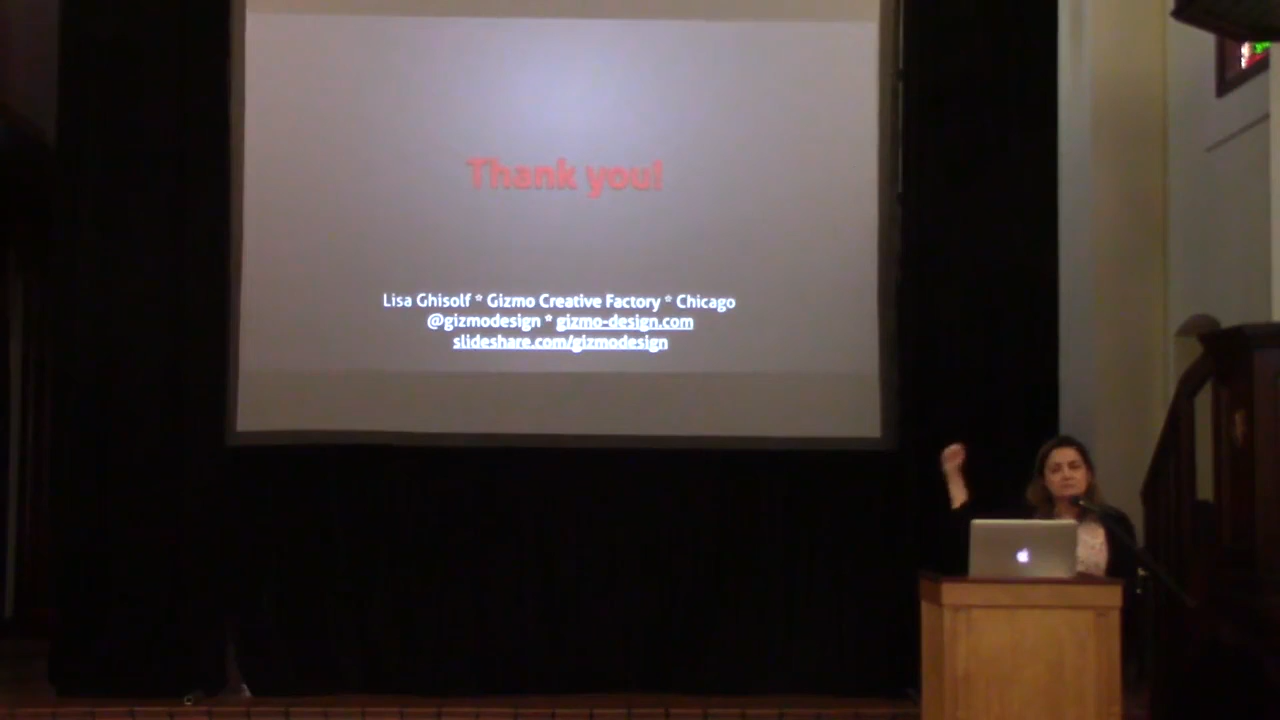 Thank you!
Lisa Ghisolf * Gizmo Creative Factory * Chicago
@gizmodesign * gizmo-design.com
slideshare.com/gizmodesign